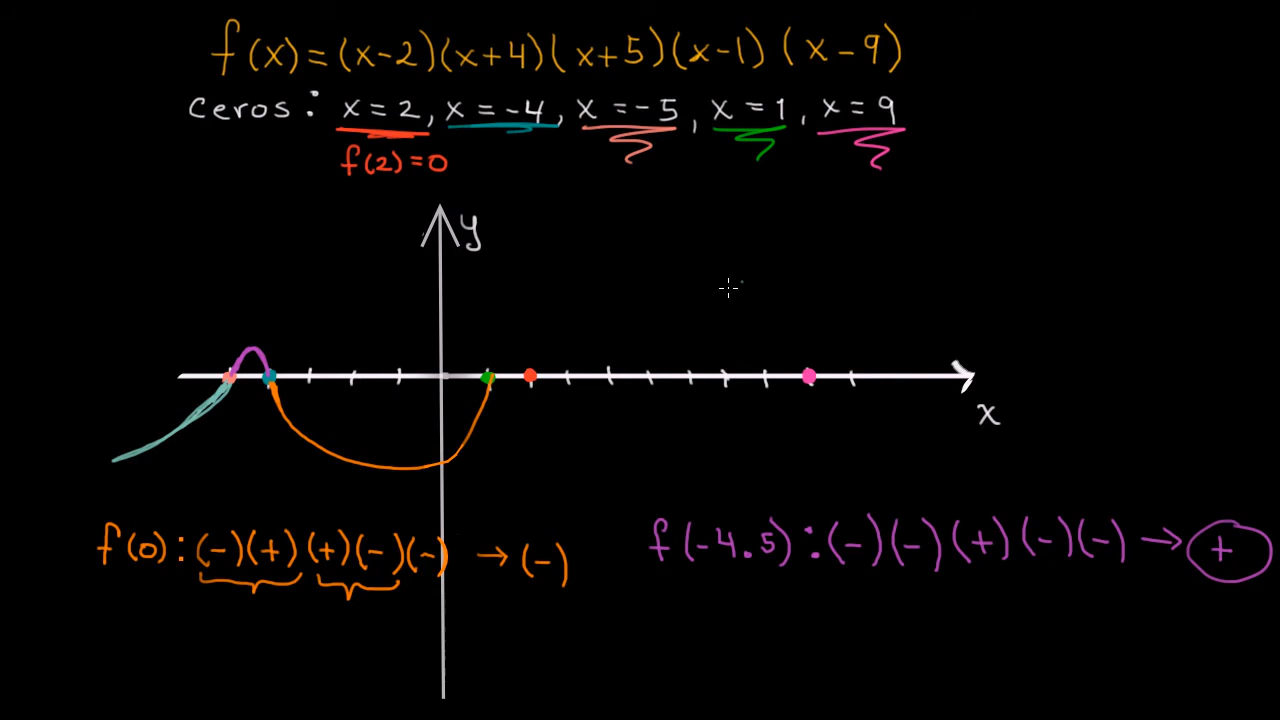 f(x)=(x-2)(x+4)(x+5)(x-1)(x-9)
ceros: x=2, x=-4, x=-5, x=1, x=9
f(2)=0
y
x
f(0):(-)(+)(+)(-)(-)→(-)
f(-4.5):(-)(-)(+)(-)(-)→+